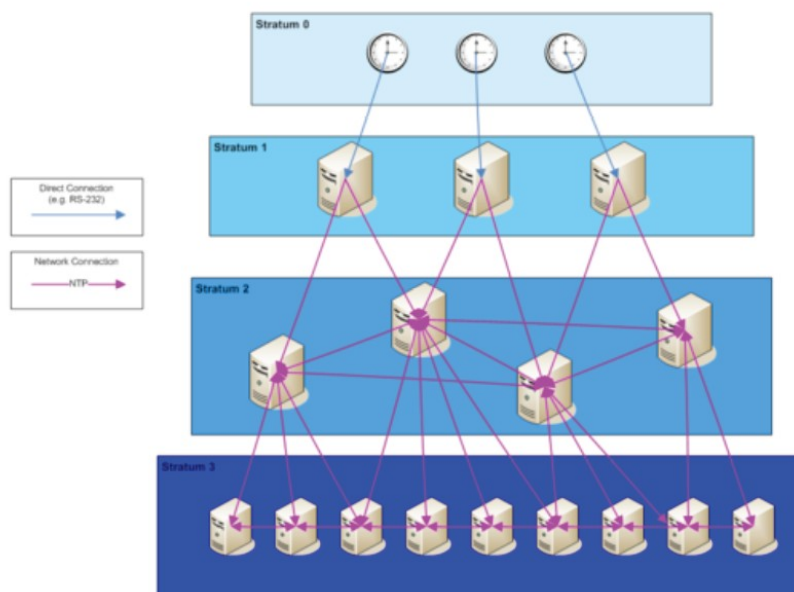 Stratum 0
Stratum 1
Direct Connection
(e.g. RS-232)
Network Connection
NTP
Stratum 2
Stratum 3